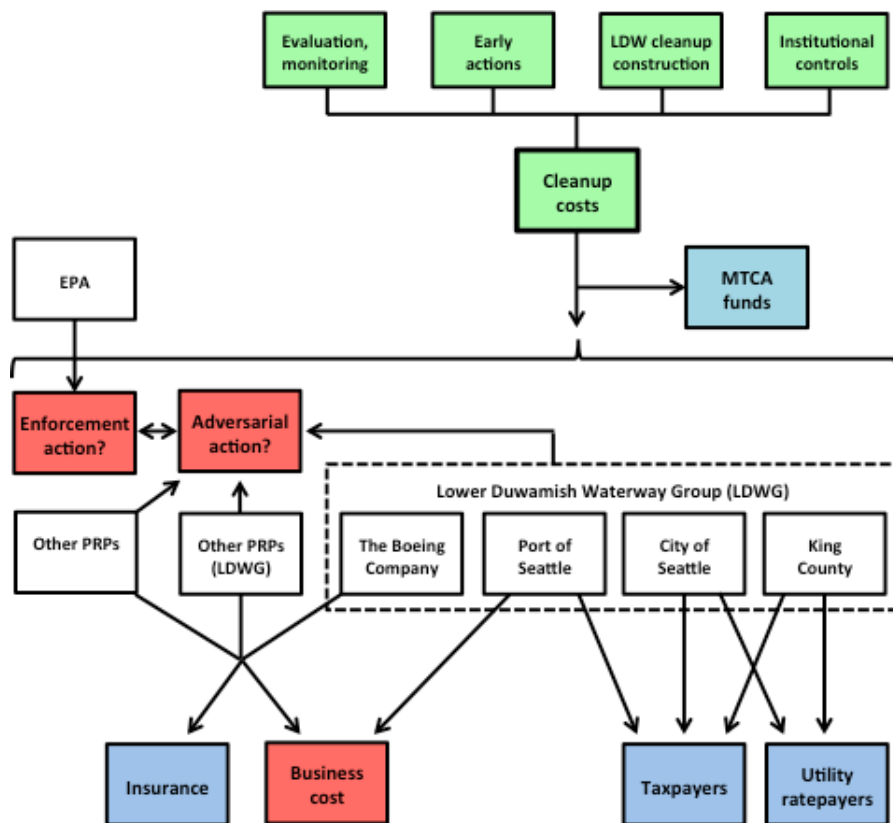 Evaluation,
monitoring
Early
actions
LDW cleanup
construction
Institutional
controls
Cleanup
costs
EPA
MTCA
funds
Enforcement
action?
Adversarial
action?
Lower Duwamish Waterway Group (LDWG)
Other PRPs
Other PRPs
(LDWG)
The Boeing
Company
Port of
Seattle
City of
Seattle
King
County
Insurance
Business
cost
Taxpayers
Utility
ratepayers